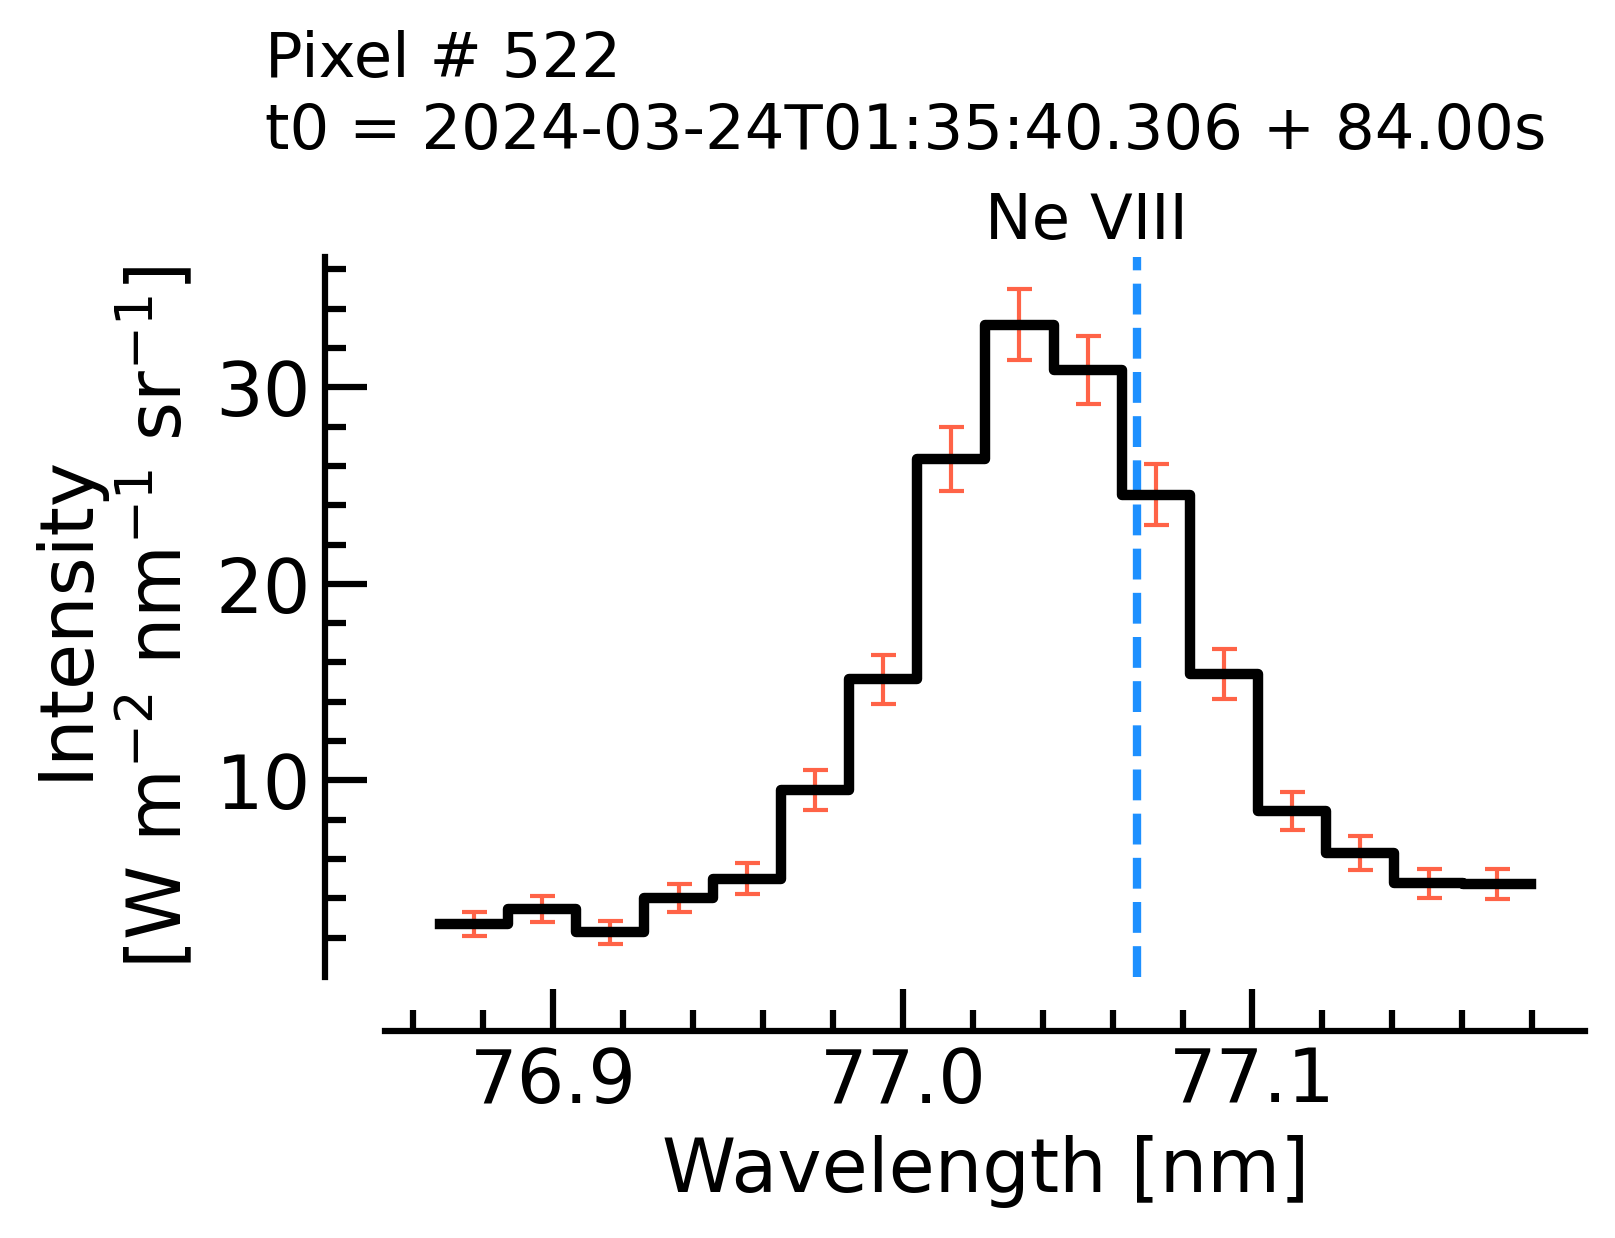 Pixel # 522
t0 = 2024-03-24T01:35:40.306 + 84.00s
Ne VIII
Intensity
[W m⁻² nm⁻¹ sr⁻¹]
30
20
10
76.9 77.0 77.1
Wavelength [nm]